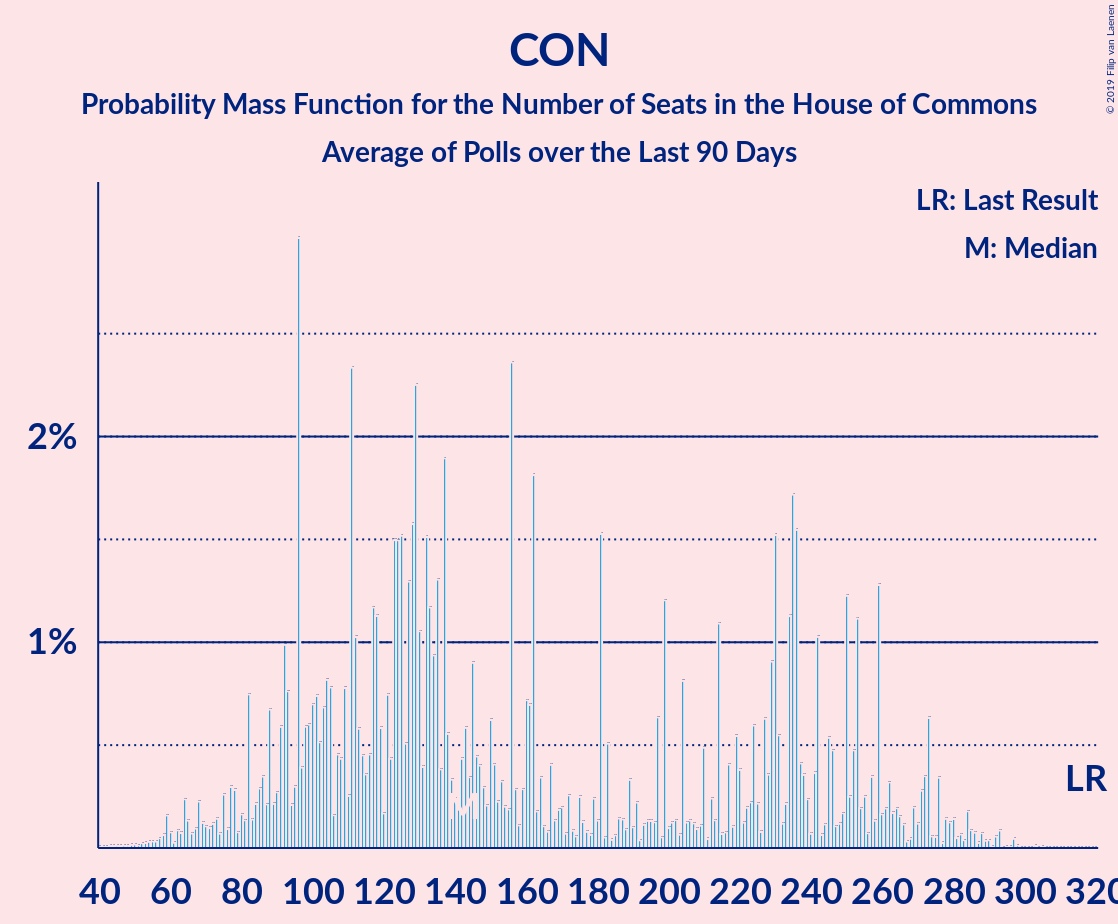 CON
Probability Mass Function for the Number of Seats in the House of Commons
Average of Polls over the Last 90 Days
© 2019 Filip van Laenen
LR: Last Result
M: Median
2%
1%
LR
M
40 60 80 100 120 140 160 180 200 220 240 260 280 300 320